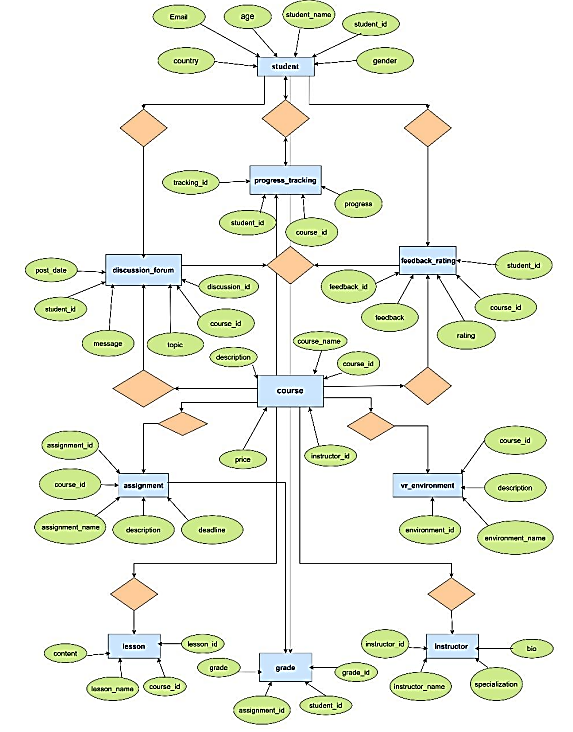 Email
age
student_name
student_id
country
student
gender
tracking_id
progress_tracking
progress
student_id
course_id
post_date
discussion_forum
feedback_rating
student_id
student_id
discussion_id
feedback_id
course_id
message
topic
course_id
feedback
rating
description
course_name
course_id
course
price
instructor_id
assignment_id
course_id
assignment
course_id
vr_environment
description
assignment_name
description
deadline
environment_id
environment_name
content
lesson
lesson_id
lesson_name
course_id
grade
grade
grade_id
assignment_id
student_id
instructor_id
Instructor
bio
instructor_name
specialization